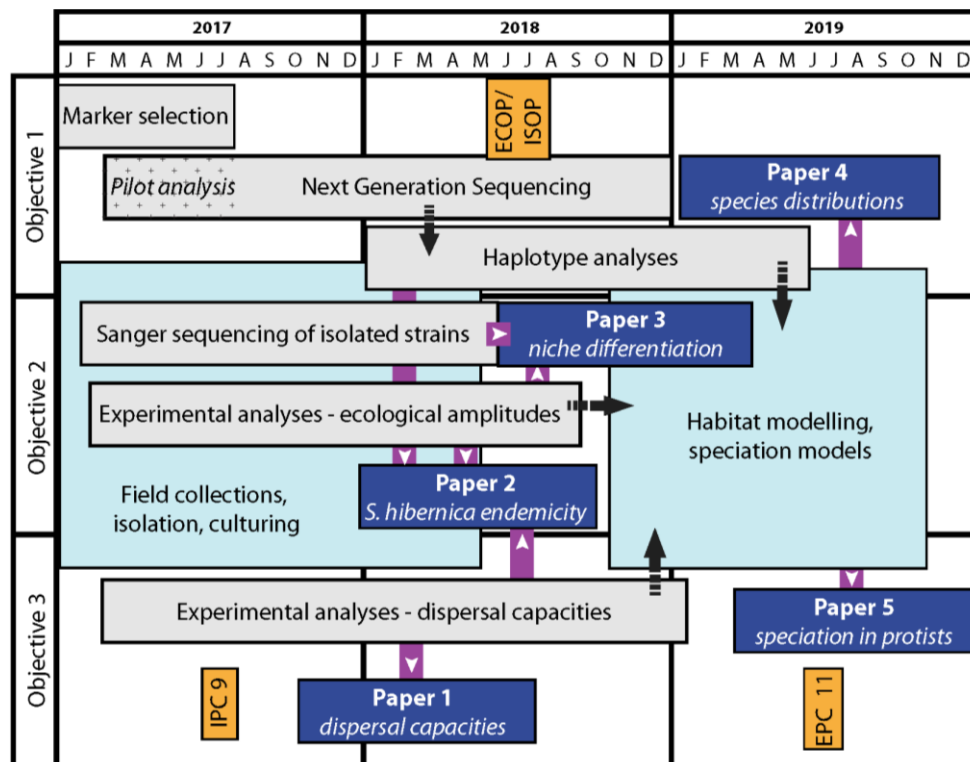 2017 2018 2019
J F M A M J J A S O N D J F M A M J J A S O N D J F M A M J J A S O N D
Objective 1
Marker selection
ECOP/
ISOP
Pilot analysis
Next Generation Sequencing
Paper 4
species distributions
Haplotype analyses
Objective 2
Sanger sequencing of isolated strains
Paper 3
niche differentiation
Experimental analyses - ecological amplitudes
Habitat modelling,
speciation models
Paper 2
S. hibernica endemicity
Field collections,
isolation, culturing
Objective 3
Experimental analyses - dispersal capacities
Paper 5
speciation in protists
IPC 9
Paper 1
dispersal capacities
EPC 11